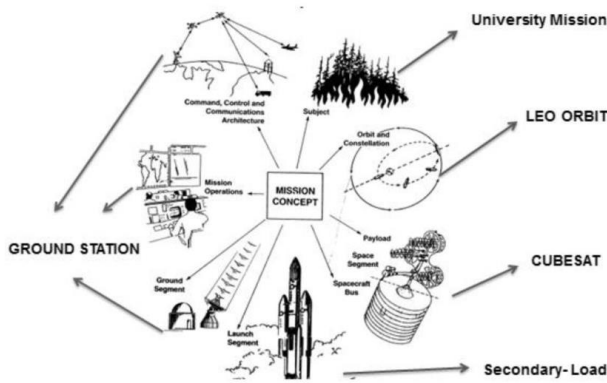 University Mission
Command, Control and
Communications
Architecture
Subject
Orbit and
Constellation
LEO ORBIT
Mission
Operations
MISSION
CONCEPT
Payload
Space
Segment
Spacecraft
Bus
GROUND STATION
CUBESAT
Ground
Segment
Launch
Segment
Secondary- Load